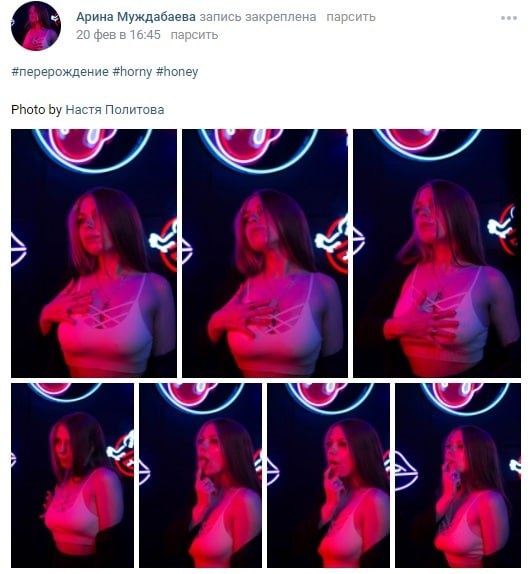 Арина Муждабаева запись закреплена парсить
20 фев в 16:45 парсить
#перерождение #horny #honey
Photo by Настя Политова